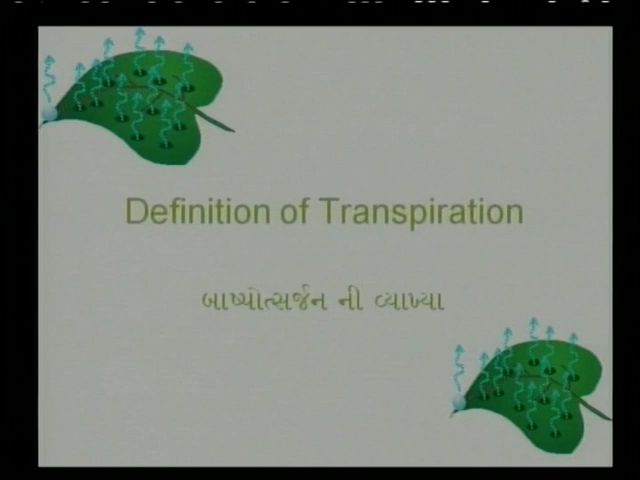 Definition of Transpiration
બાષ્પોત્સર્જન ની વ્યાખ્યા